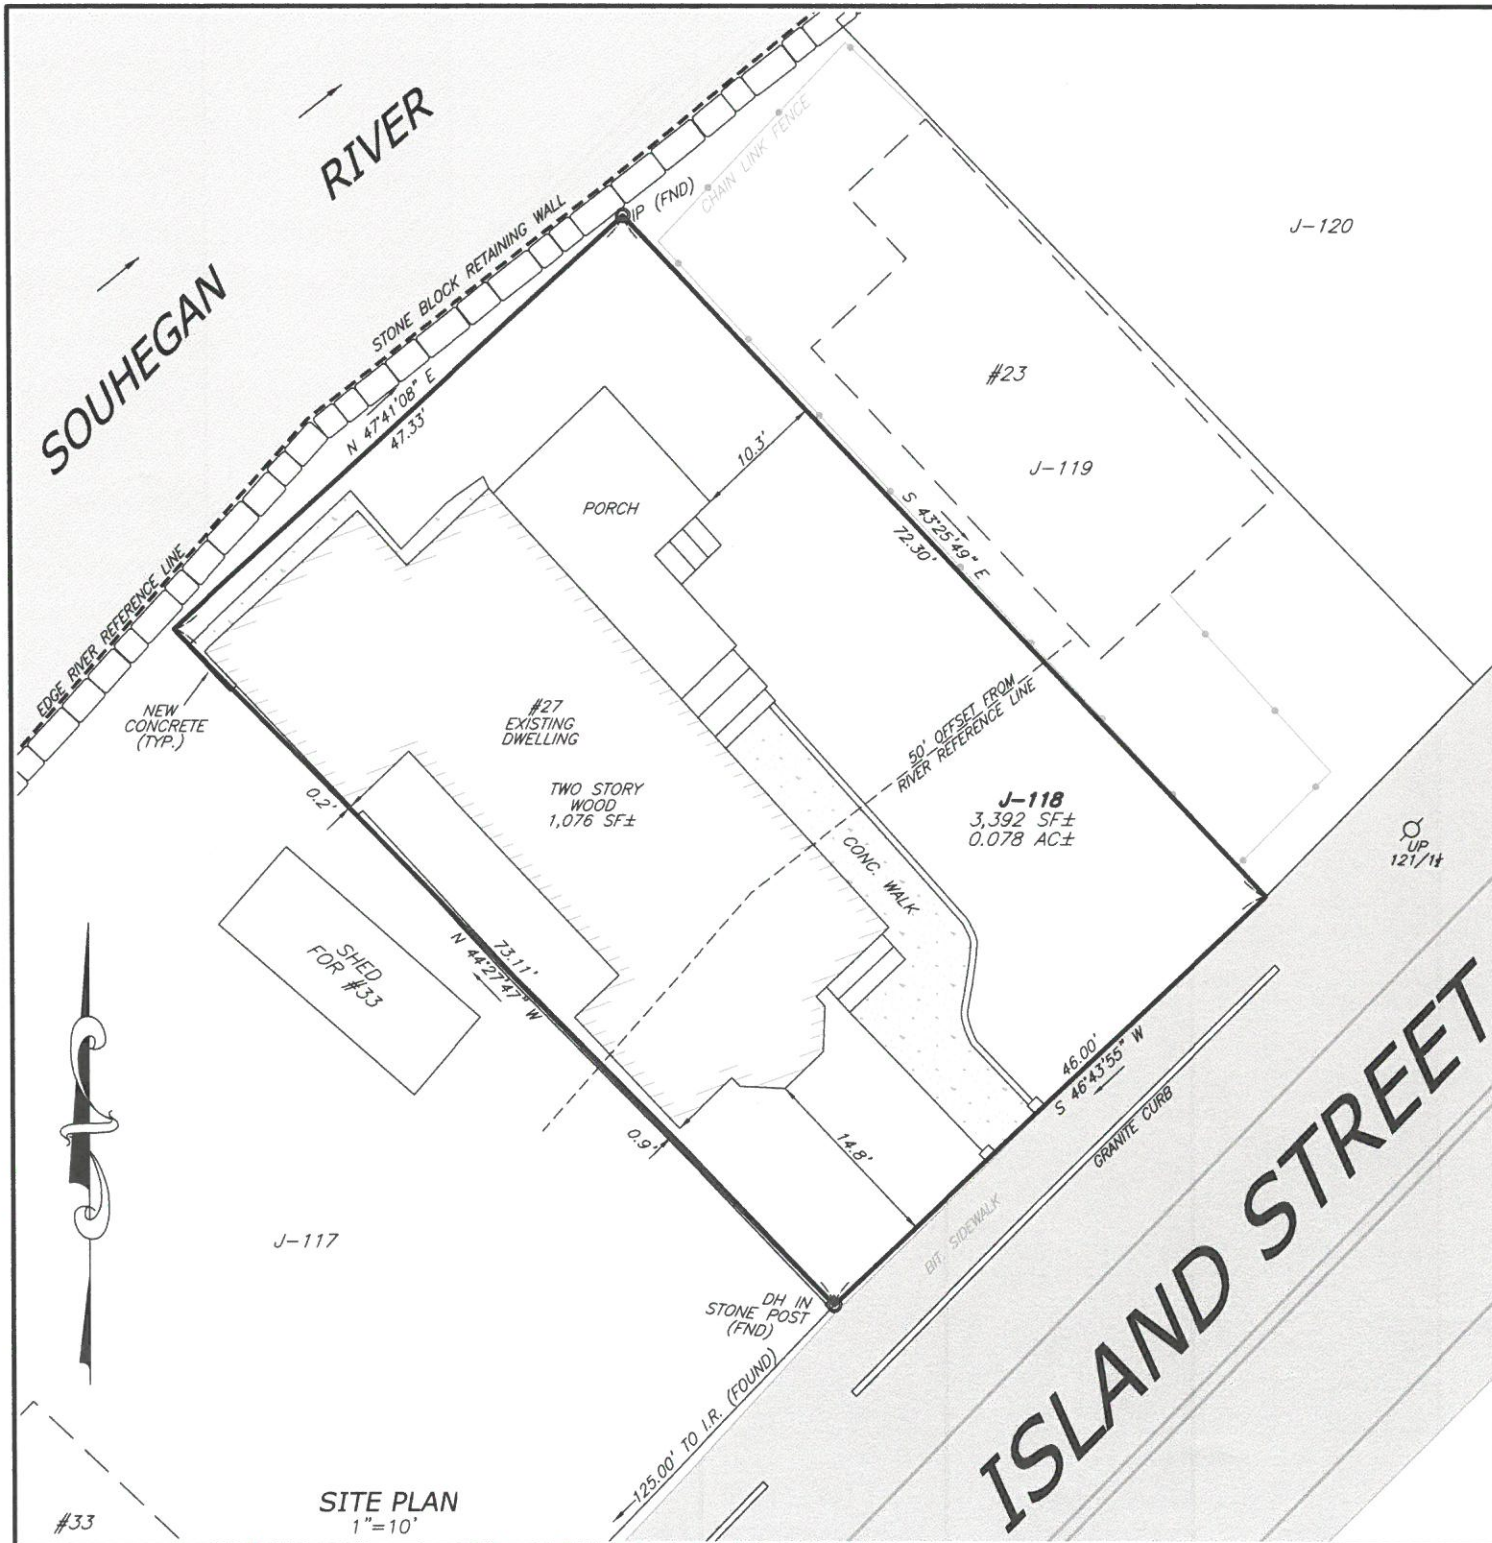 SOUHEGAN
RIVER
STONE BLOCK RETAINING WALL
IP (FND)
CHAIN LINK FENCE
J-120
N 47°41'08" E
47.33'
#23
J-119
10.3'
PORCH
S 43°25'49" E
72.30'
EDGE RIVER REFERENCE LINE
NEW
CONCRETE
(TYP.)
#27
EXISTING
DWELLING
TWO STORY
WOOD
1,076 SF±
50' OFFSET FROM
RIVER REFERENCE LINE
0.2'
J-118
3,392 SF±
0.078 AC±
CONC. WALK
UP
SHED
FOR #33
73.11'
N 44°27'47" W
46.00'
S 46°43'55" W
GRANITE CURB
0.9'
14.8'
BIT. SIDEWALK
ISLAND STREET
J-117
DH IN
STONE POST
(FND)
125.00' TO I.R. (FOUND)
#33
SITE PLAN
1"=10'